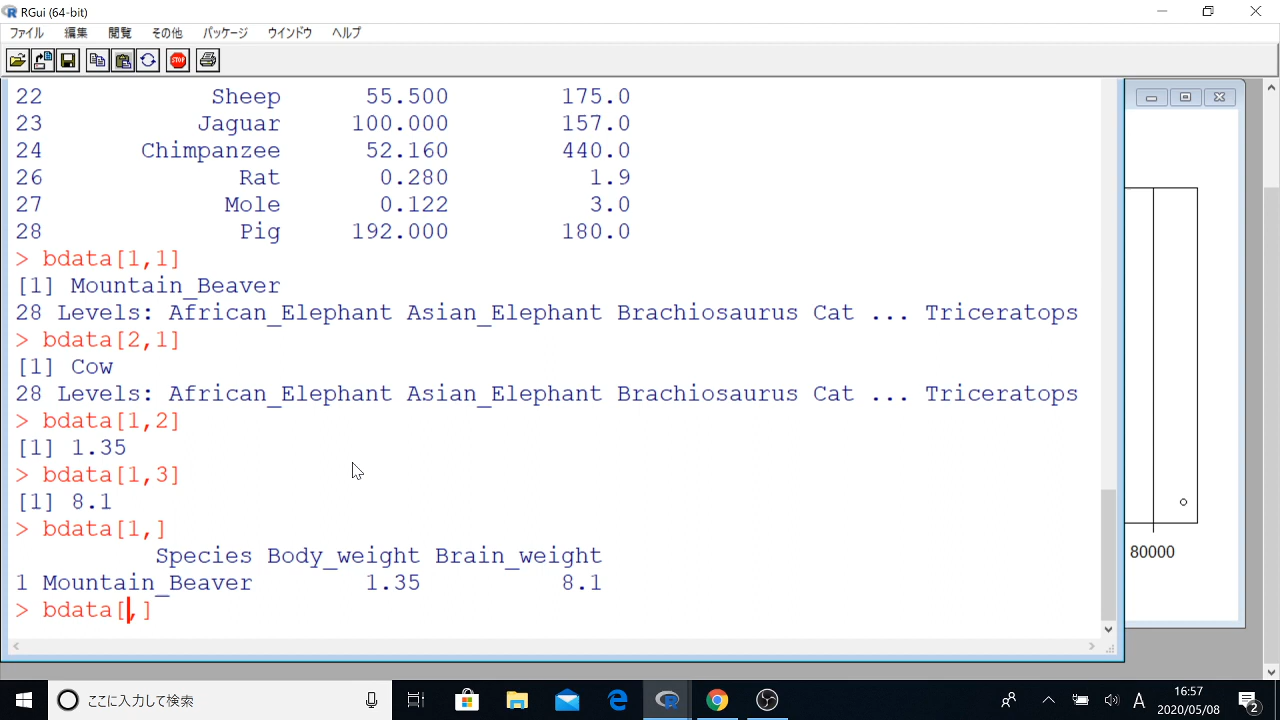 RGui (64-bit)
ファイル 編集 閲覧 その他 パッケージ ウインドウ ヘルプ
STOP
22 Sheep 55.500 175.0
23 Jaguar 100.000 157.0
24 Chimpanzee 52.160 440.0
26 Rat 0.280 1.9
27 Mole 0.122 3.0
28 Pig 192.000 180.0
> bdata[1,1]
[1] Mountain_Beaver
28 Levels: African_Elephant Asian_Elephant Brachiosaurus Cat ... Triceratops
> bdata[2,1]
[1] Cow
28 Levels: African_Elephant Asian_Elephant Brachiosaurus Cat ... Triceratops
> bdata[1,2]
[1] 1.35
> bdata[1,3]
[1] 8.1
> bdata[1,]
Species Body_weight Brain_weight
1 Mountain_Beaver 1.35 8.1
> bdata[,]
80000
ここに入力して検索
A
16:57
2020/05/08
2